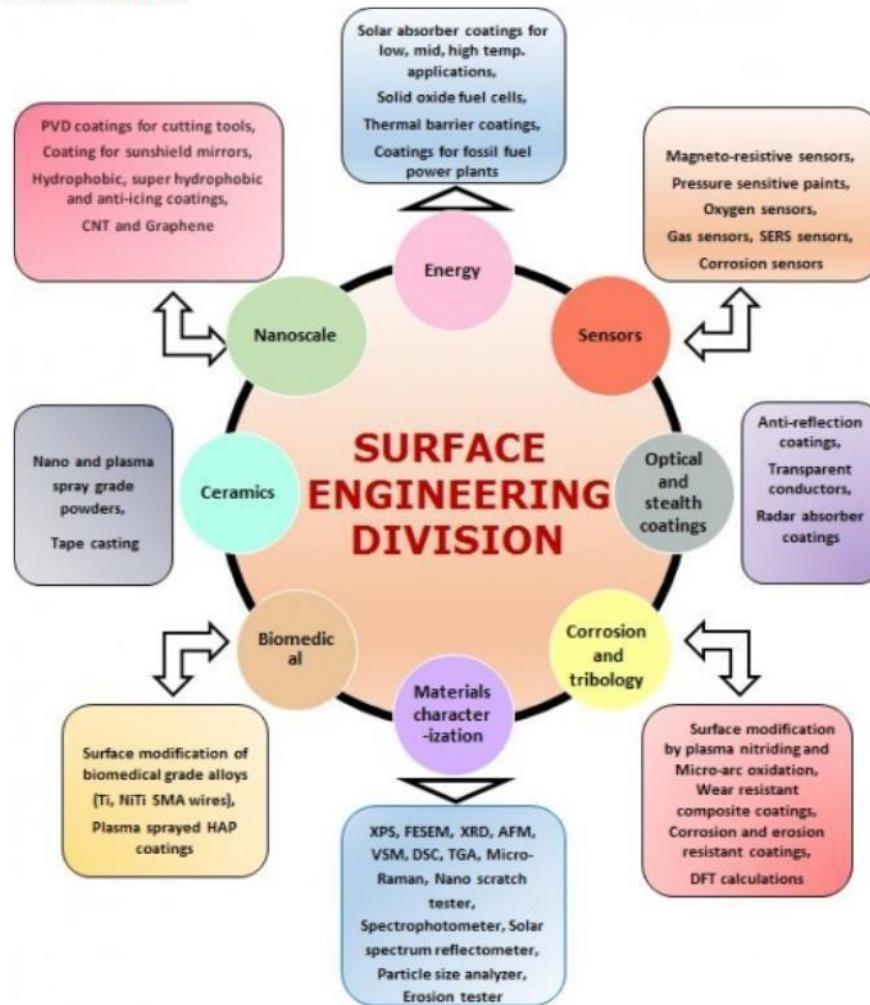 Solar absorber coatings for
low, mid, high temp.
applications,
Solid oxide fuel cells,
Thermal barrier coatings,
Coatings for fossil fuel
power plants
PVD coatings for cutting tools,
Coating for sunshield mirrors,
Hydrophobic, super hydrophobic
and anti-icing coatings,
CNT and Graphene
Magneto-resistive sensors,
Pressure sensitive paints,
Oxygen sensors,
Gas sensors, SERS sensors,
Corrosion sensors
Energy
Nanoscale
Sensors
Nano and plasma
spray grade
powders,
Tape casting
Ceramics
SURFACE
ENGINEERING
DIVISION
Optical
and
stealth
coatings
Anti-reflection
coatings,
Transparent
conductors,
Radar absorber
coatings
Biomedic
al
Materials
character
-ization
Corrosion
and
tribology
Surface modification of
biomedical grade alloys
(Ti, NiTi SMA wires),
Plasma sprayed HAP
coatings
XPS, FESEM, XRD, AFM,
VSM, DSC, TGA, Micro-
Raman, Nano scratch
tester,
Spectrophotometer, Solar
spectrum reflectometer,
Particle size analyzer,
Erosion tester
Surface modification
by plasma nitriding and
Micro-arc oxidation,
Wear resistant
composite coatings,
Corrosion and erosion
resistant coatings,
DFT calculations